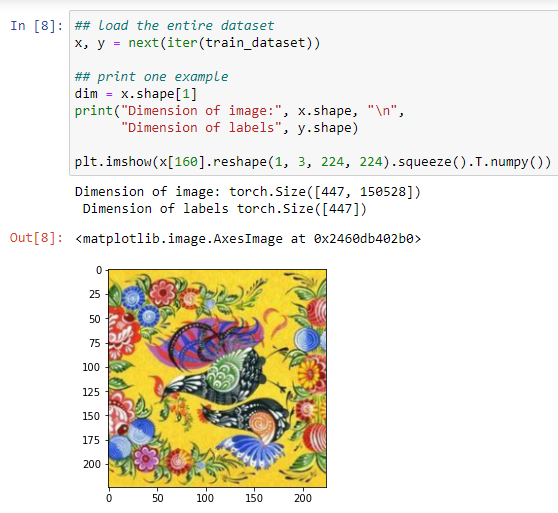 In [8]: ## load the entire dataset
x, y = next(iter(train_dataset))
## print one example
dim = x.shape[1]
print("Dimension of image:", x.shape, "\n",
"Dimension of labels", y.shape)
plt.imshow(x[160].reshape(1, 3, 224, 224).squeeze().T.numpy())
Dimension of image: torch.Size([447, 150528])
Dimension of labels torch.Size([447])
Out[8]: <matplotlib.image.AxesImage at 0x2460db402b0>
0
25
50
75
100
125
150
175
200
0 50 100 150 200